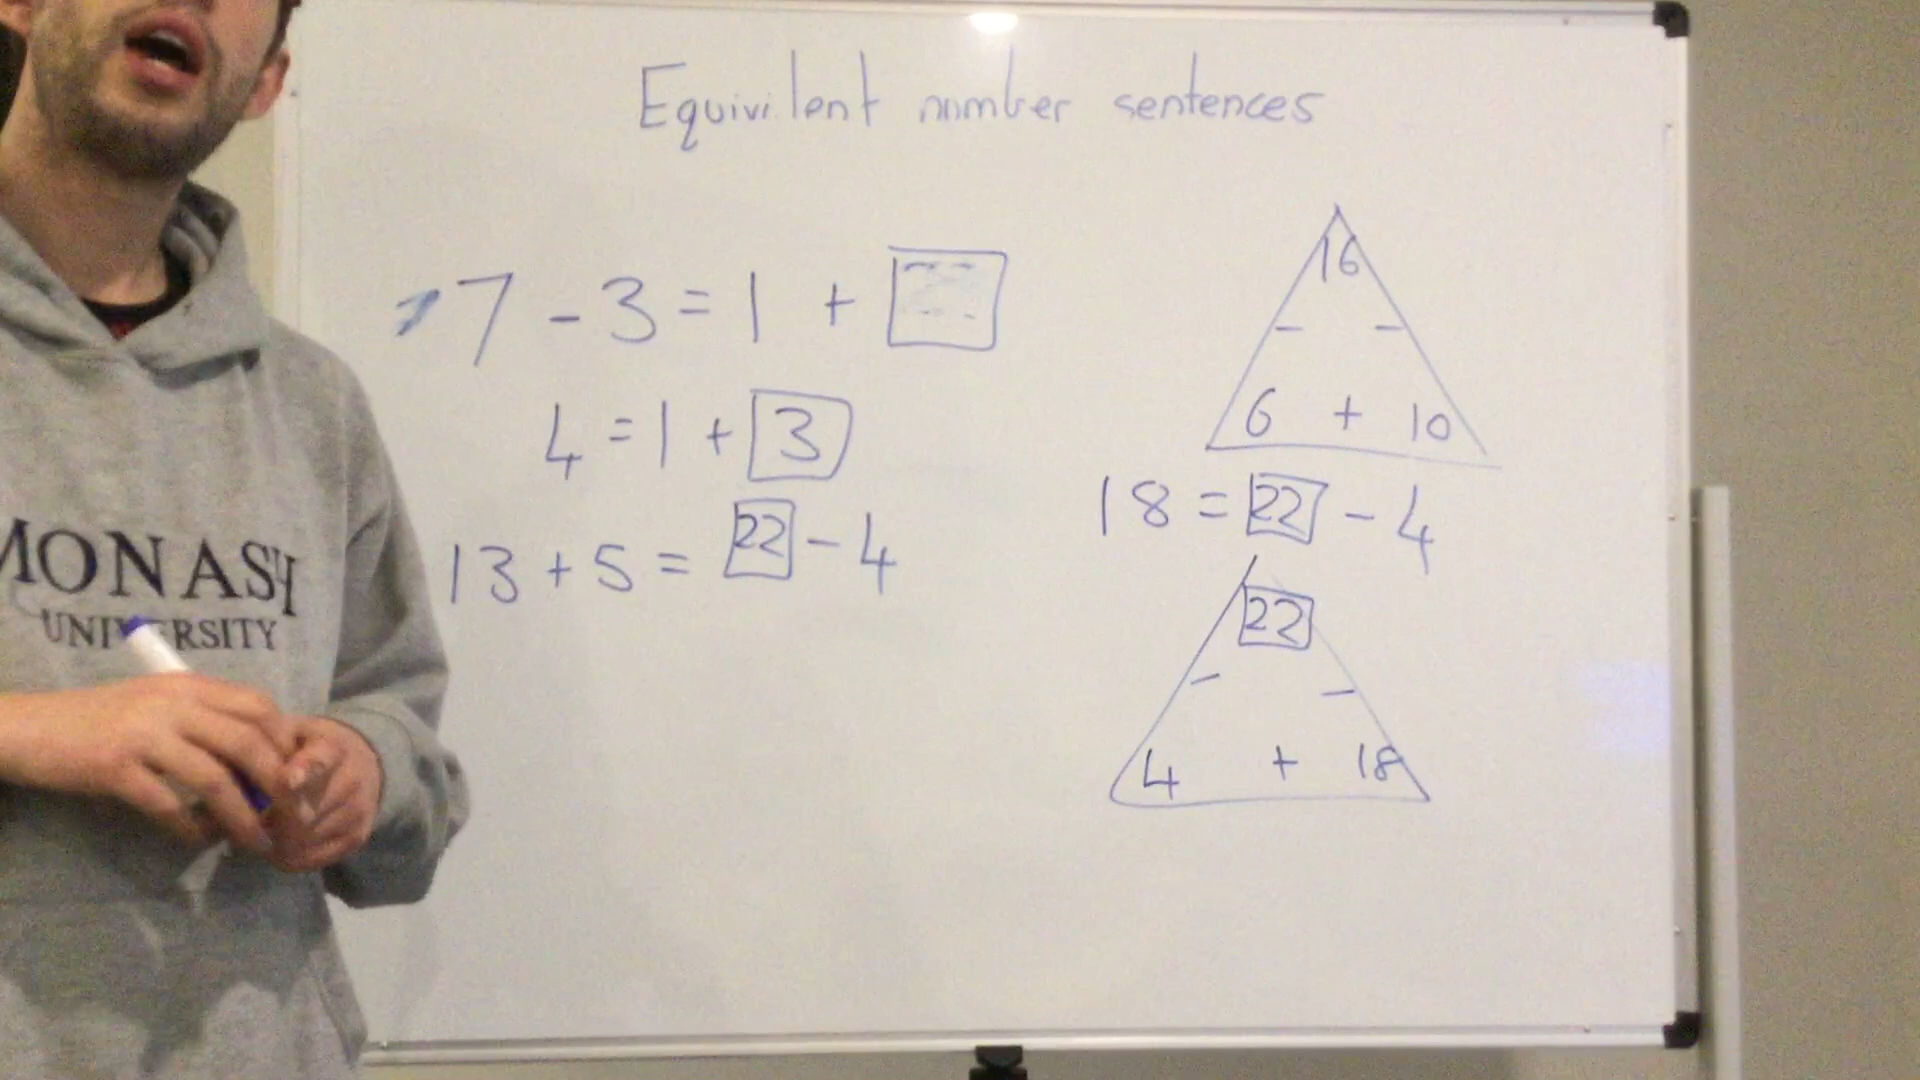 Equivilent number sentences
7 - 3 = 1 +
4 = 1 + 3
13 + 5 = 22 - 4
16
- -
6 + 10
18 = 22 - 4
22
- -
4 + 18
MONASH
UNIVERSITY